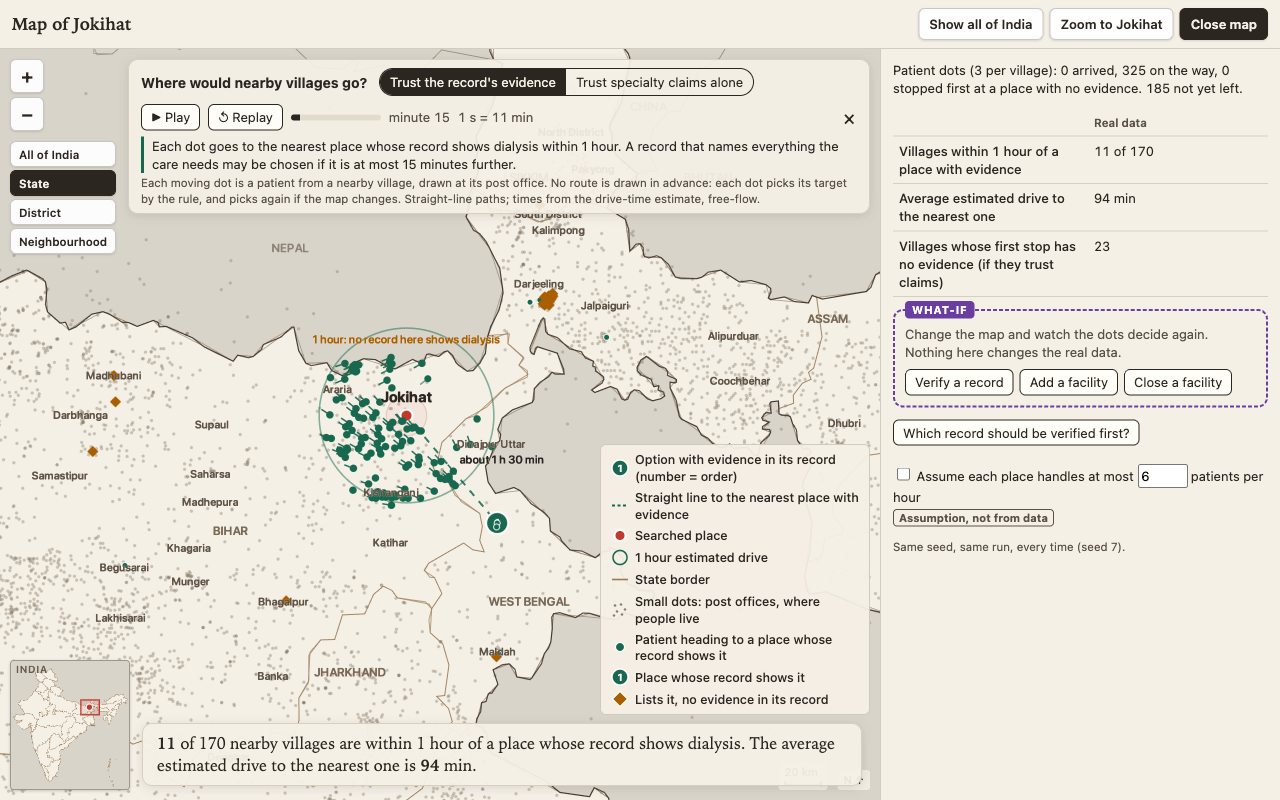 Map of Jokihat
Show all of India
Zoom to Jokihat
Close map
+
−
All of India
State
District
Neighbourhood
Where would nearby villages go?
Trust the record's evidence
Trust specialty claims alone
Play
Replay
minute 15 1 s = 11 min
Each dot goes to the nearest place whose record shows dialysis within 1 hour. A record that names everything the
care needs may be chosen if it is at most 15 minutes further.
Each moving dot is a patient from a nearby village, drawn at its post office. No route is drawn in advance: each dot picks its target
by the rule, and picks again if the map changes. Straight-line paths; times from the drive-time estimate, free-flow.
CHINA
North District
Pakyong
South District
Kalimpong
NEPAL
Darjeeling
Jalpaiguri
ASSAM
Alipurduar
1 hour: no record here shows dialysis
Madhubani
Araria
Coochbehar
Jokihat
Darbhanga
Supaul
Dhubri
Dinajpur Uttar
about 1 h 30 min
Samastipur
Saharsa
Kishanganj
Madhepura
BIHAR
Katihar
Khagaria
Begusarai
Munger
Bhagalpur
WEST BENGAL
Lakhisarai
Maldah
Banka
JHARKHAND
INDIA
1
Option with evidence in its record
(number = order)
Straight line to the nearest place with
evidence
Searched place
1 hour estimated drive
State border
Small dots: post offices, where
people live
Patient heading to a place whose
record shows it
1
Place whose record shows it
Lists it, no evidence in its record
11 of 170 nearby villages are within 1 hour of a place whose record shows dialysis. The average
estimated drive to the nearest one is 94 min.
20 km
N
Patient dots (3 per village): 0 arrived, 325 on the way, 0
stopped first at a place with no evidence. 185 not yet left.
Real data
Villages within 1 hour of a
place with evidence
11 of 170
Average estimated drive to
the nearest one
94 min
Villages whose first stop has
no evidence (if they trust
claims)
23
WHAT-IF
Change the map and watch the dots decide again.
Nothing here changes the real data.
Verify a record
Add a facility
Close a facility
Which record should be verified first?
Assume each place handles at most 6 patients per
hour
Assumption, not from data
Same seed, same run, every time (seed 7).